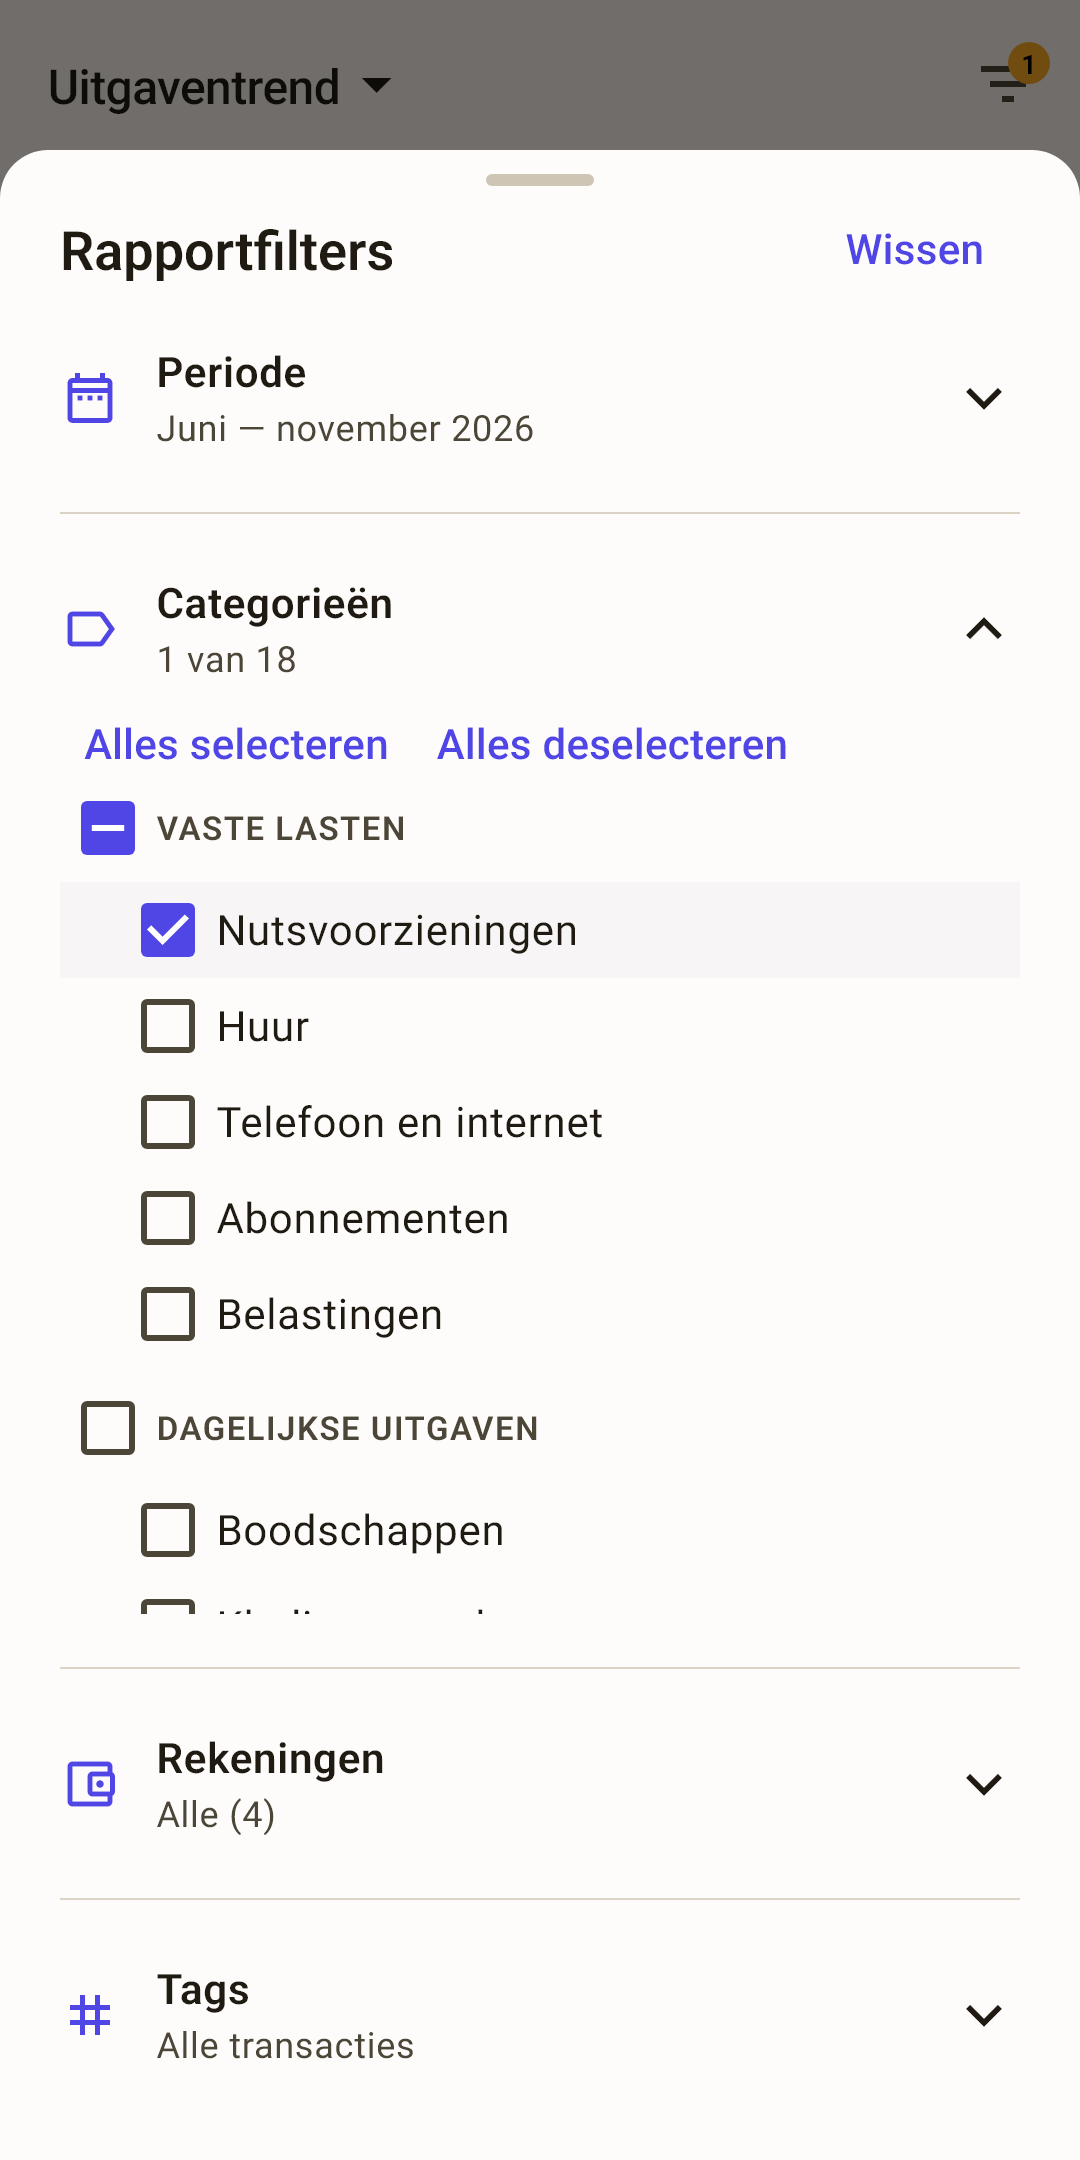 Uitgaventrend
1
Rapportfilters
Wissen
Periode
Juni — november 2026
Categorieën
1 van 18
Alles selecteren
Alles deselecteren
VASTE LASTEN
Nutsvoorzieningen
Huur
Telefoon en internet
Abonnementen
Belastingen
DAGELIJKSE UITGAVEN
Boodschappen
Rekeningen
Alle (4)
Tags
Alle transacties